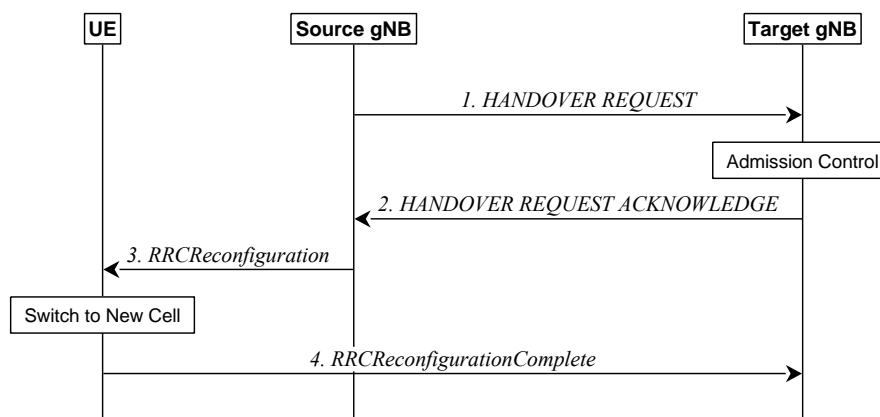 UE
Source gNB
Target gNB
1. HANDOVER REQUEST
Admission Control
2. HANDOVER REQUEST ACKNOWLEDGE
3. RRCReconfiguration
Switch to New Cell
4. RRCReconfigurationComplete